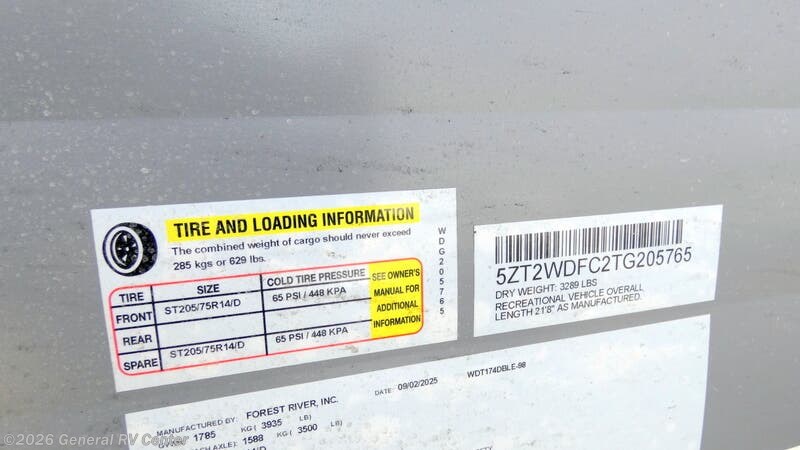 TIRE AND LOADING INFORMATION
The combined weight of cargo should never exceed
285 kgs or 629 lbs.
TIRE SIZE COLD TIRE PRESSURE SEE OWNER'S MANUAL FOR ADDITIONAL INFORMATION
FRONT ST205/75R14/D 65 PSI / 448 KPA
REAR
SPARE ST205/75R14/D 65 PSI / 448 KPA
WDG205765
5ZT2WDFC2TG205765
DRY WEIGHT: 3289 LBS
RECREATIONAL VEHICLE OVERALL
LENGTH 21'8" AS MANUFACTURED.
MANUFACTURED BY: FOREST RIVER, INC. DATE: 09/02/2025 WDT174DBLE-98
1785 KG ( 3935 LB)
EACH AXLE): 1588 KG ( 3500 LB)
©2026 General RV Center